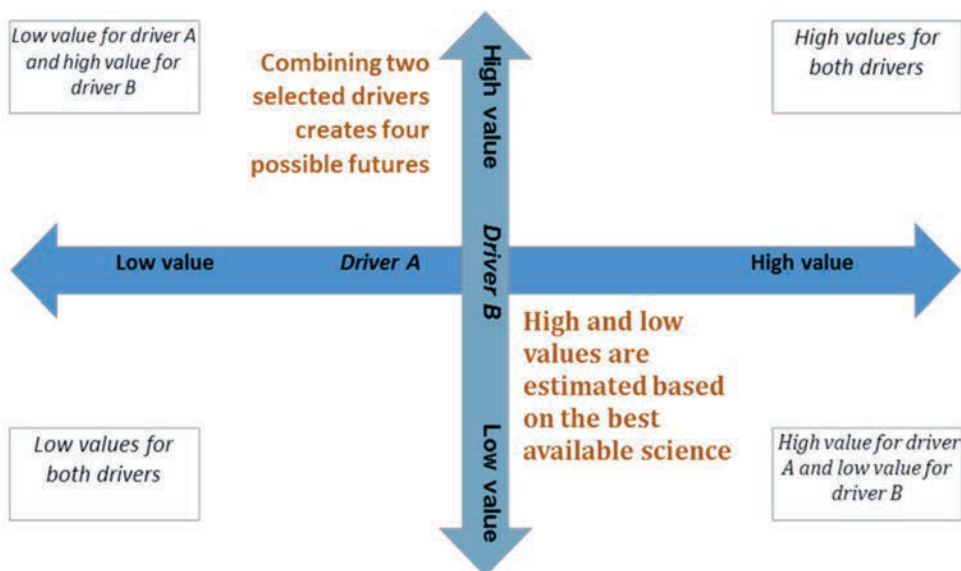 Low value for driver A
and high value for
driver B
Combining two
selected drivers
creates four
possible futures
High value
High values for
both drivers
Low value
Driver A
Driver B
High value
High and low
values are
estimated based
on the best
available science
Low values for
both drivers
Low value
High value for driver
A and low value for
driver B